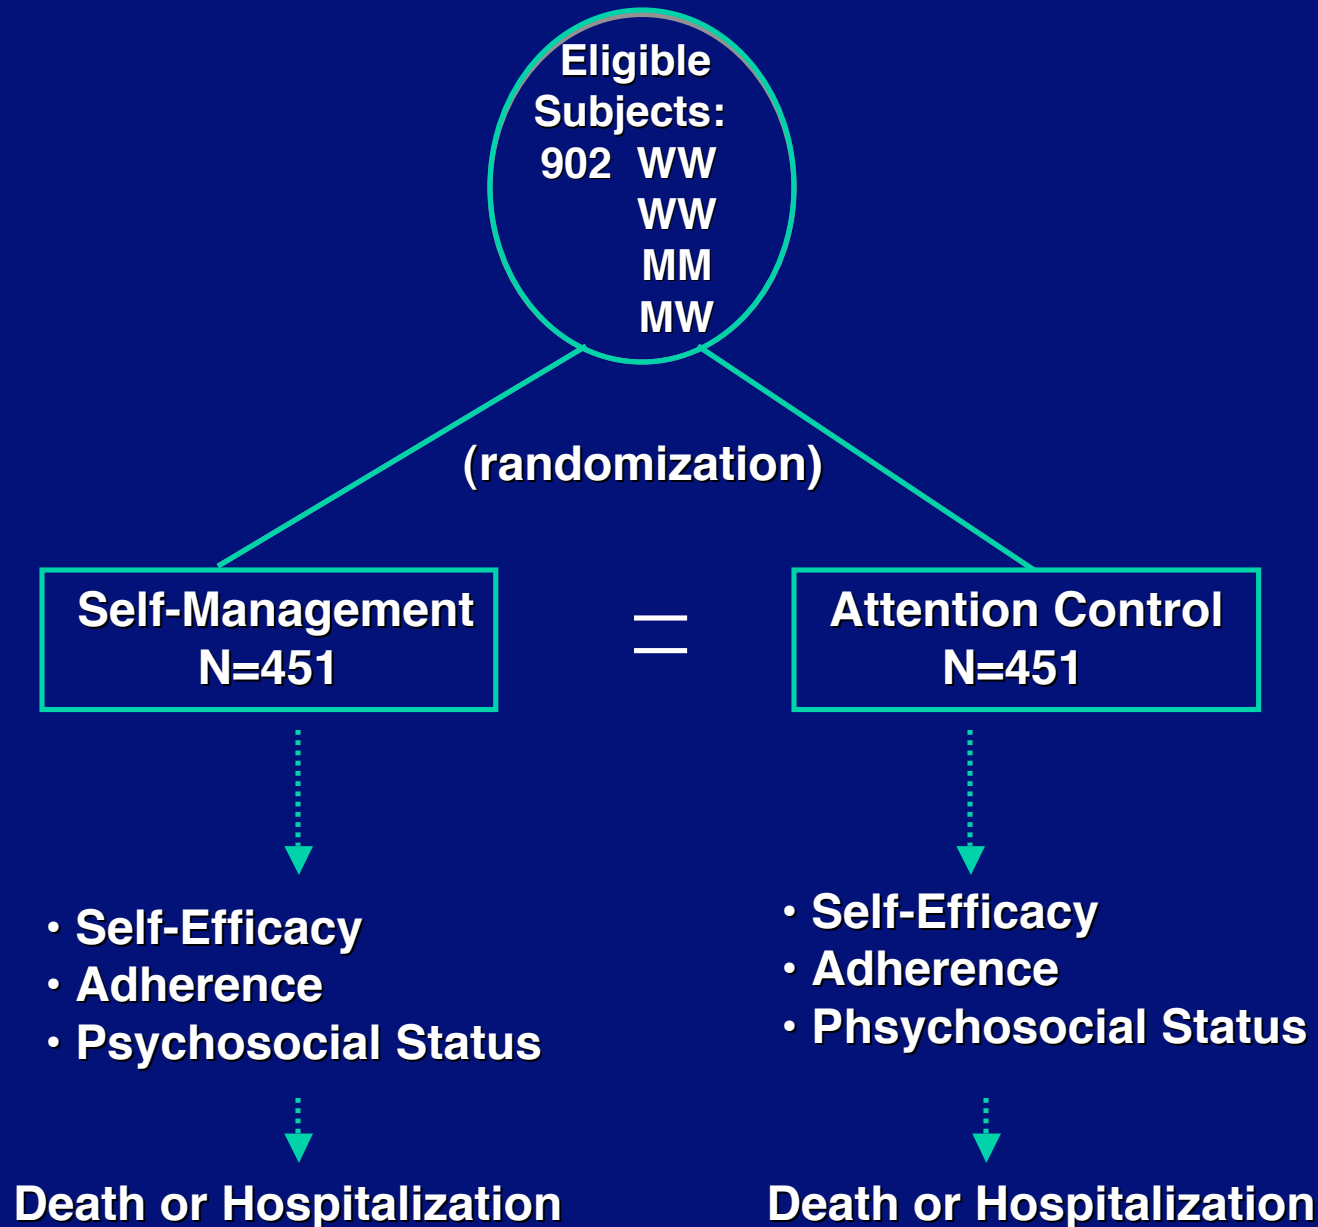 Eligible
Subjects:
902 WW
WW
MM
MW
(randomization)
Self-Management
N=451
=
Attention Control
N=451
• Self-Efficacy
• Adherence
• Psychosocial Status
• Self-Efficacy
• Adherence
• Phsychosocial Status
Death or Hospitalization
Death or Hospitalization